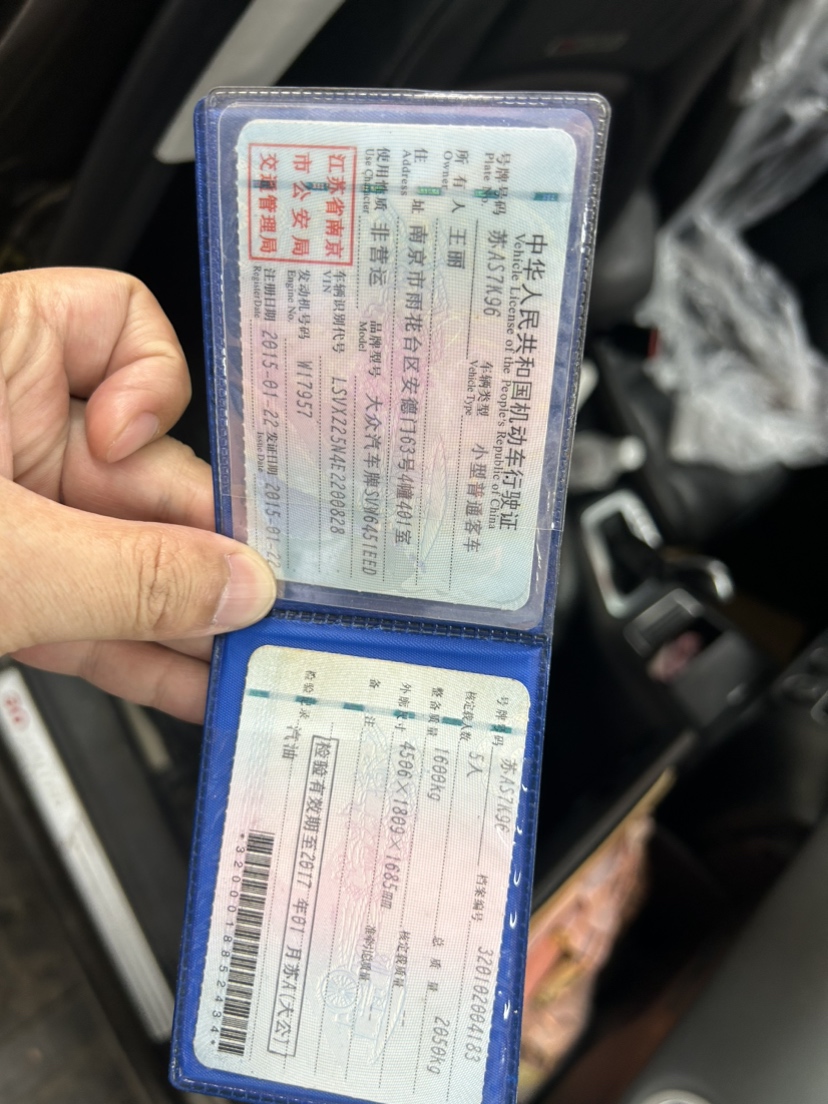 中华人民共和国机动车行驶证
Vehicle License of the People's Republic of China
号牌号码 苏AS7K96 车辆类型 小型普通客车
Plate No. Vehicle Type
所有人 王丽
Owner
住址 南京市雨花台区安德门163号4幢401室
Address
使用性质 非营运 品牌型号 大众汽车牌SVW6451EED
Use Character Model
江苏省南京
市公安局
交通管理局
车辆识别代号 LSVXZ25N4E2200828
VIN
发动机号码 W17957
Engine No.
注册日期 2015-01-22 发证日期 2015-01-22
Register Date Issue Date
号牌号码 苏AS7K96 档案编号 320102004183
核定载人数 5人 总质量 2050kg
整备质量 1600kg 核定载质量 --
外廓尺寸 4506×1809×1685mm 准牵引总质量 --
备注
检验有效期至2017年01月苏A(大公)
检验记录 汽油
*3200018852434*